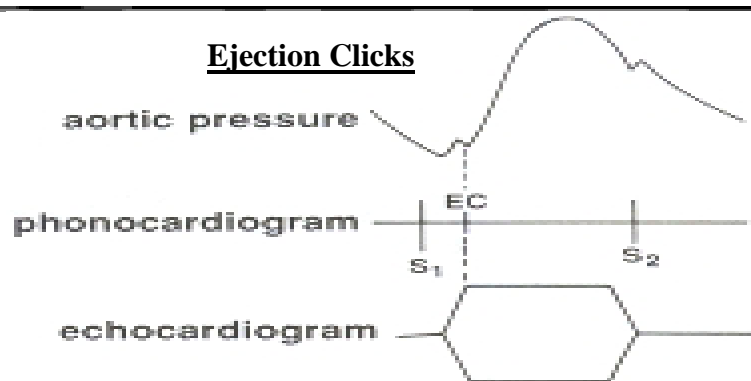 Ejection Clicks
aortic pressure
EC
phonocardiogram
S₁
S₂
echocardiogram